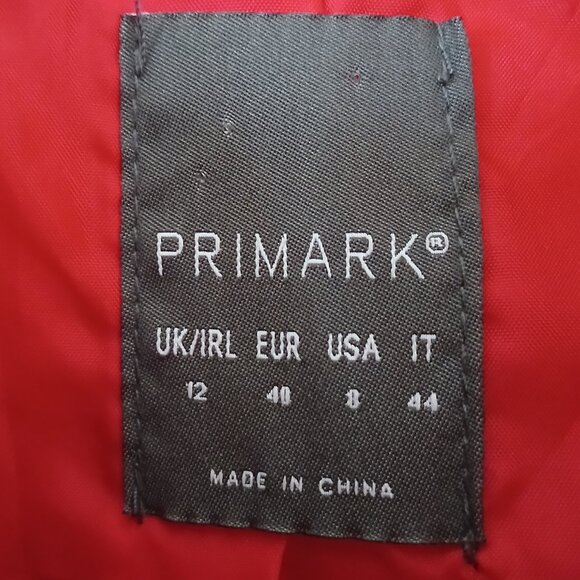 PRIMARK®
UK/IRL EUR USA IT
12 40 8 44
MADE IN CHINA